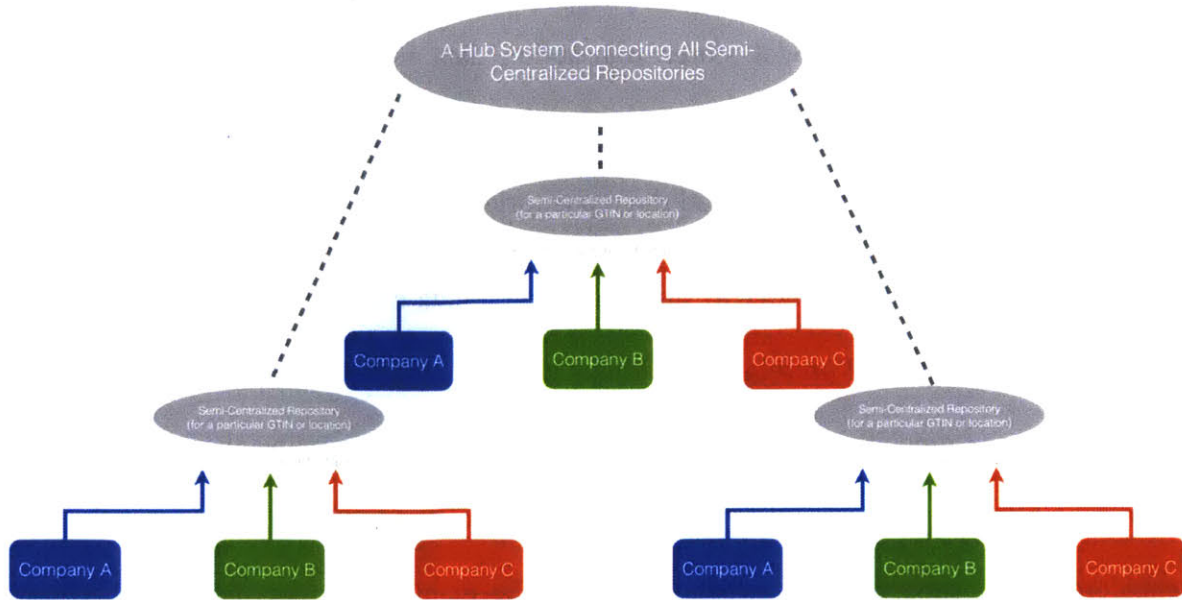 A Hub System Connecting All Semi-
Centralized Repositories
Semi-Centralized Repository
(for a particular GTIN or location)
Company A
Company B
Company C
Semi-Centralized Repository
(for a particular GTIN or location)
Semi-Centralized Repository
(for a particular GTIN or location)
Company A
Company B
Company C
Company A
Company B
Company C